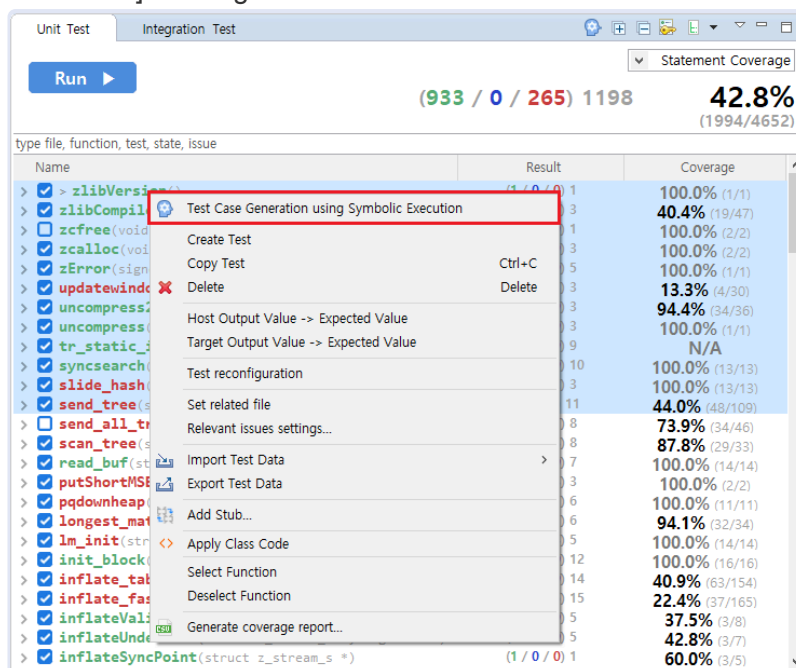 Unit Test Integration Test
Statement Coverage
Run
(933 / 0 / 265) 1198 42.8%
(1994/4652)
type file, function, test, state, issue
Name Result Coverage
> zlibVersion() (1 / 0 / 0) 1 100.0% (1/1)
zlibCompil ) 3 40.4% (19/47)
zcfree(void ) 1 100.0% (2/2)
zcalloc(voi ) 3 100.0% (2/2)
zError(sign ) 5 100.0% (1/1)
updatewindo ) 3 13.3% (4/30)
uncompress2 ) 3 94.4% (34/36)
uncompress( ) 3 100.0% (1/1)
tr_static_i ) 9 N/A
syncsearch( ) 10 100.0% (13/13)
slide_hash( ) 3 100.0% (13/13)
send_tree(s 11 44.0% (48/109)
send_all_tr ) 8 73.9% (34/46)
scan_tree(s ) 8 87.8% (29/33)
read_buf(st ) 7 100.0% (14/14)
putShortMSB ) 3 100.0% (2/2)
pqdownheap( ) 6 100.0% (11/11)
longest_mat ) 6 94.1% (32/34)
lm_init(str ) 5 100.0% (14/14)
init_block( ) 12 100.0% (16/16)
inflate_tab ) 14 40.9% (63/154)
inflate_fas ) 15 22.4% (37/165)
inflateVali ) 5 37.5% (3/8)
inflateUnde ) 5 42.8% (3/7)
inflateSyncPoint(struct z_stream_s *) (1 / 0 / 0) 1 60.0% (3/5)
Test Case Generation using Symbolic Execution
Create Test
Copy Test Ctrl+C
Delete Delete
Host Output Value -> Expected Value
Target Output Value -> Expected Value
Test reconfiguration
Set related file
Relevant issues settings...
Import Test Data
Export Test Data
Add Stub...
Apply Class Code
Select Function
Deselect Function
CSV Generate coverage report...